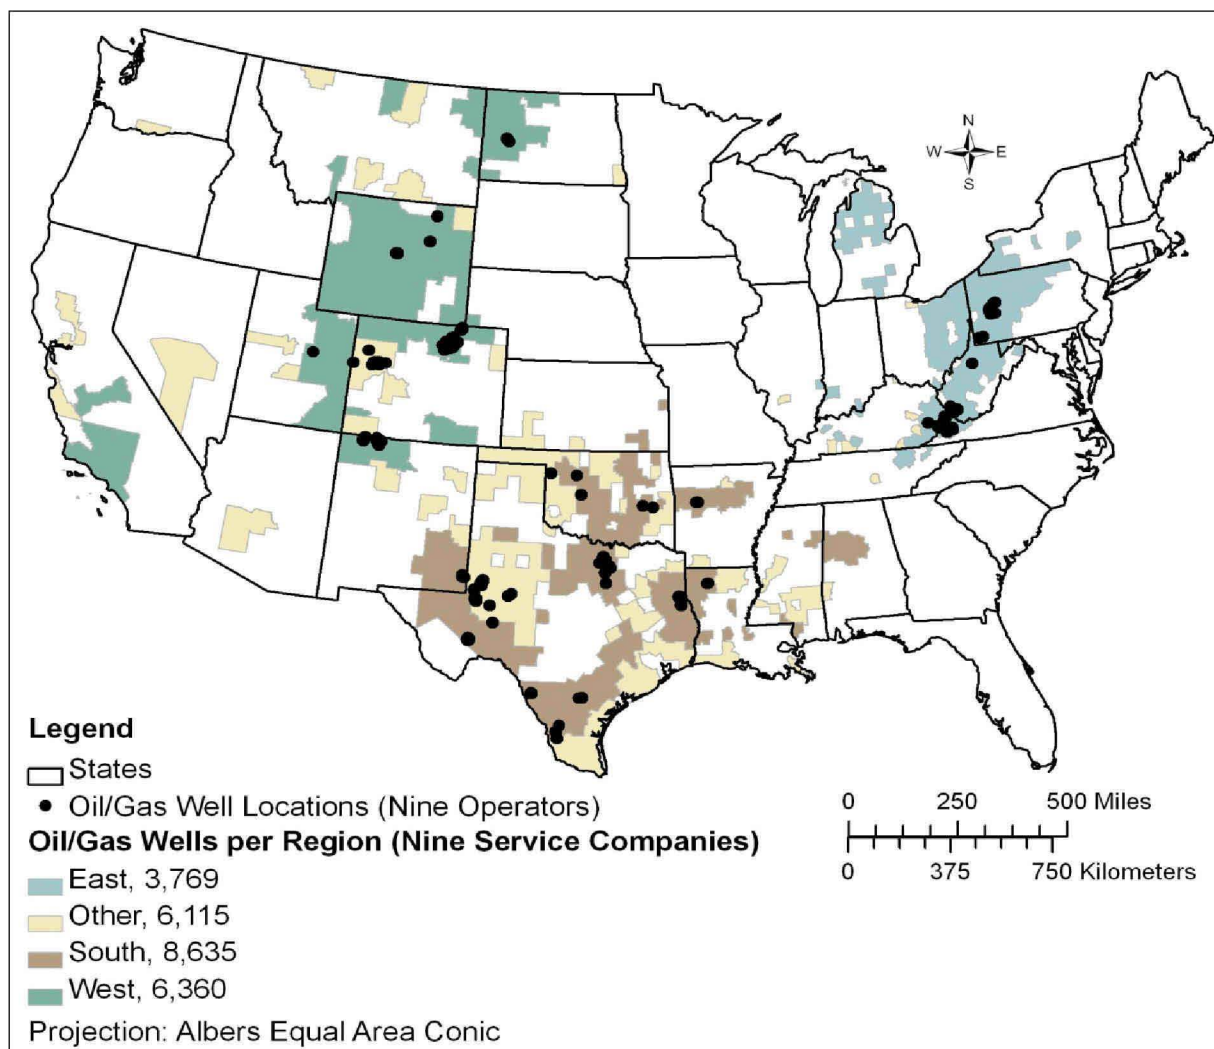 N
W E
S
Legend
States
Oil/Gas Well Locations (Nine Operators)
Oil/Gas Wells per Region (Nine Service Companies)
East, 3,769
Other, 6,115
South, 8,635
West, 6,360
Projection: Albers Equal Area Conic
0 250 500 Miles
0 375 750 Kilometers